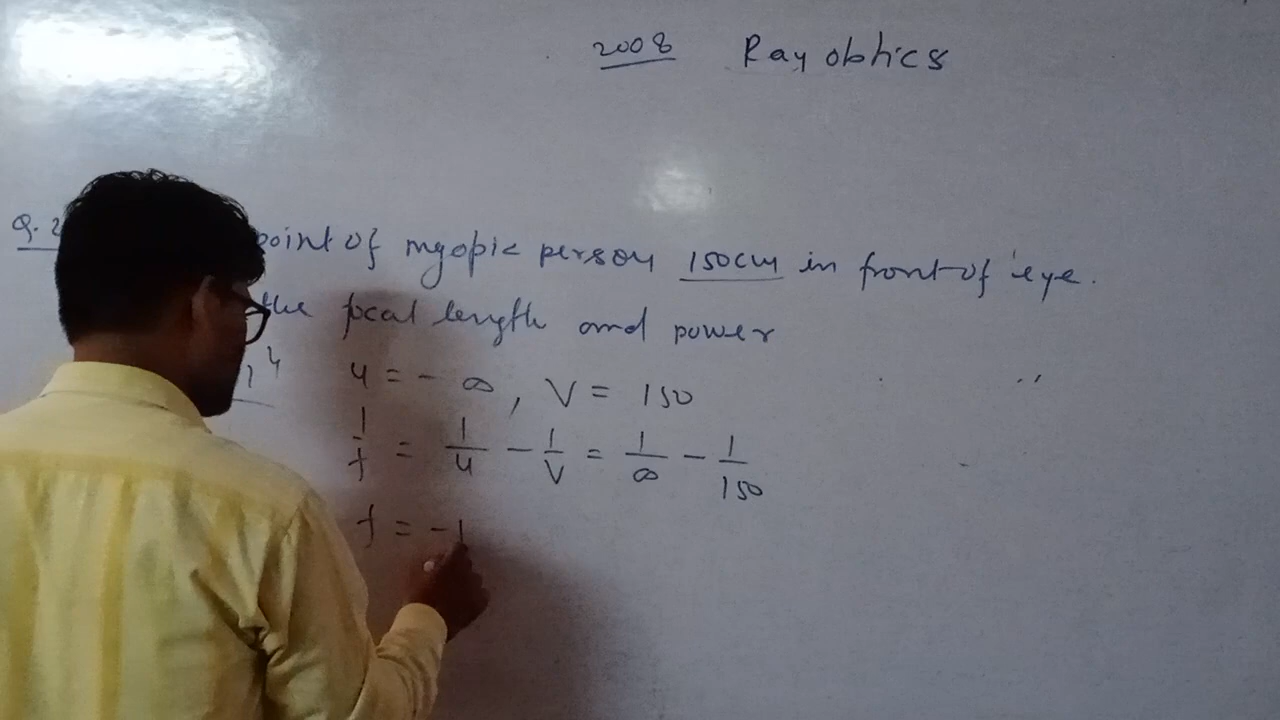 2008 Ray obtics
Q. 2 point of myopic person 150cm in front of eye.
the focal length and power
u = - ∞ , V = 150
1/f = 1/u - 1/V = 1/∞ - 1/150
f = -1